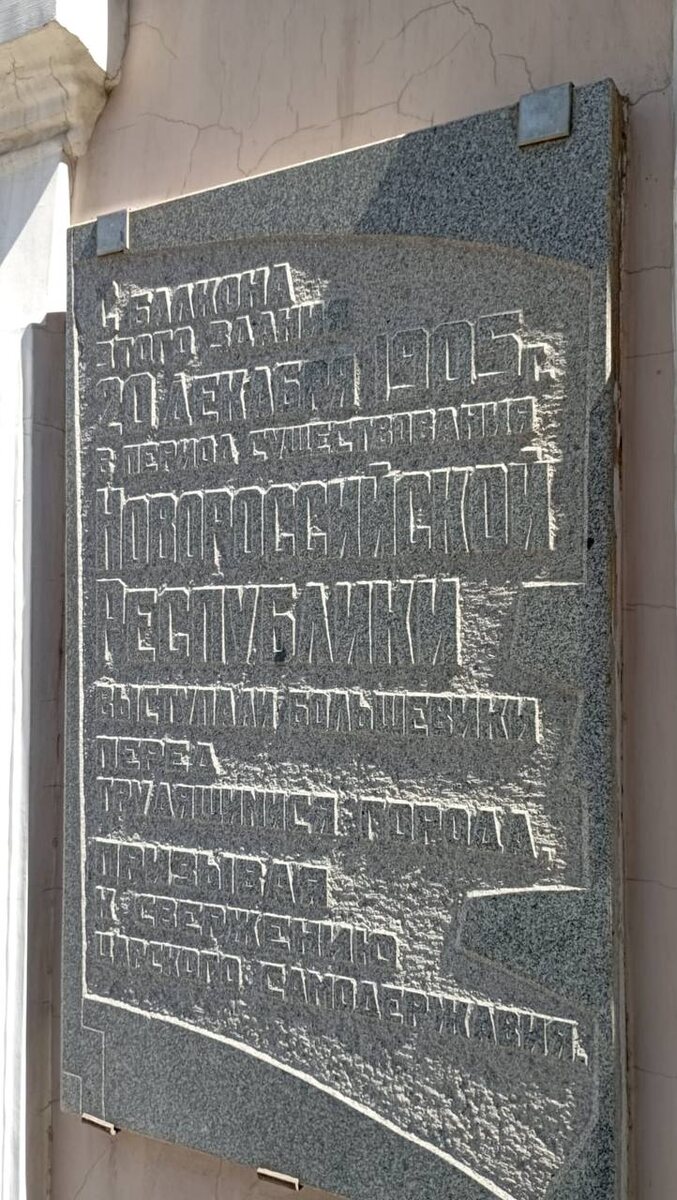 С БАЛКОНА
ЭТОГО ЗДАНИЯ
20 ДЕКАБРЯ 1905 г.
В ПЕРИОД СУЩЕСТВОВАНИЯ
НОВОРОССИЙСКОЙ
РЕСПУБЛИКИ
ВЫСТУПАЛИ БОЛЬШЕВИКИ
ПЕРЕД
ТРУДЯЩИМИСЯ ГОРОДА,
ПРИЗЫВАЯ
К СВЕРЖЕНИЮ
ЦАРСКОГО САМОДЕРЖАВИЯ.